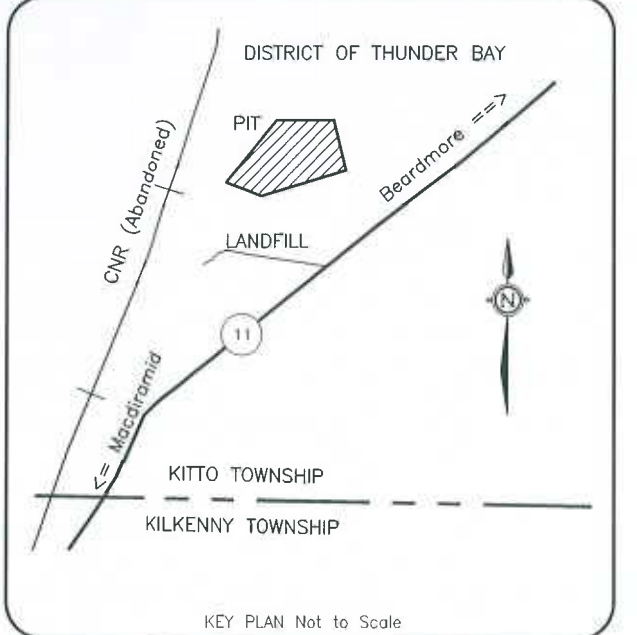 DISTRICT OF THUNDER BAY
PIT
Beardmore ==>
CNR (Abandoned)
LANDFILL
N
11
<= Macdiramid
KITTO TOWNSHIP
KILKENNY TOWNSHIP
KEY PLAN Not to Scale